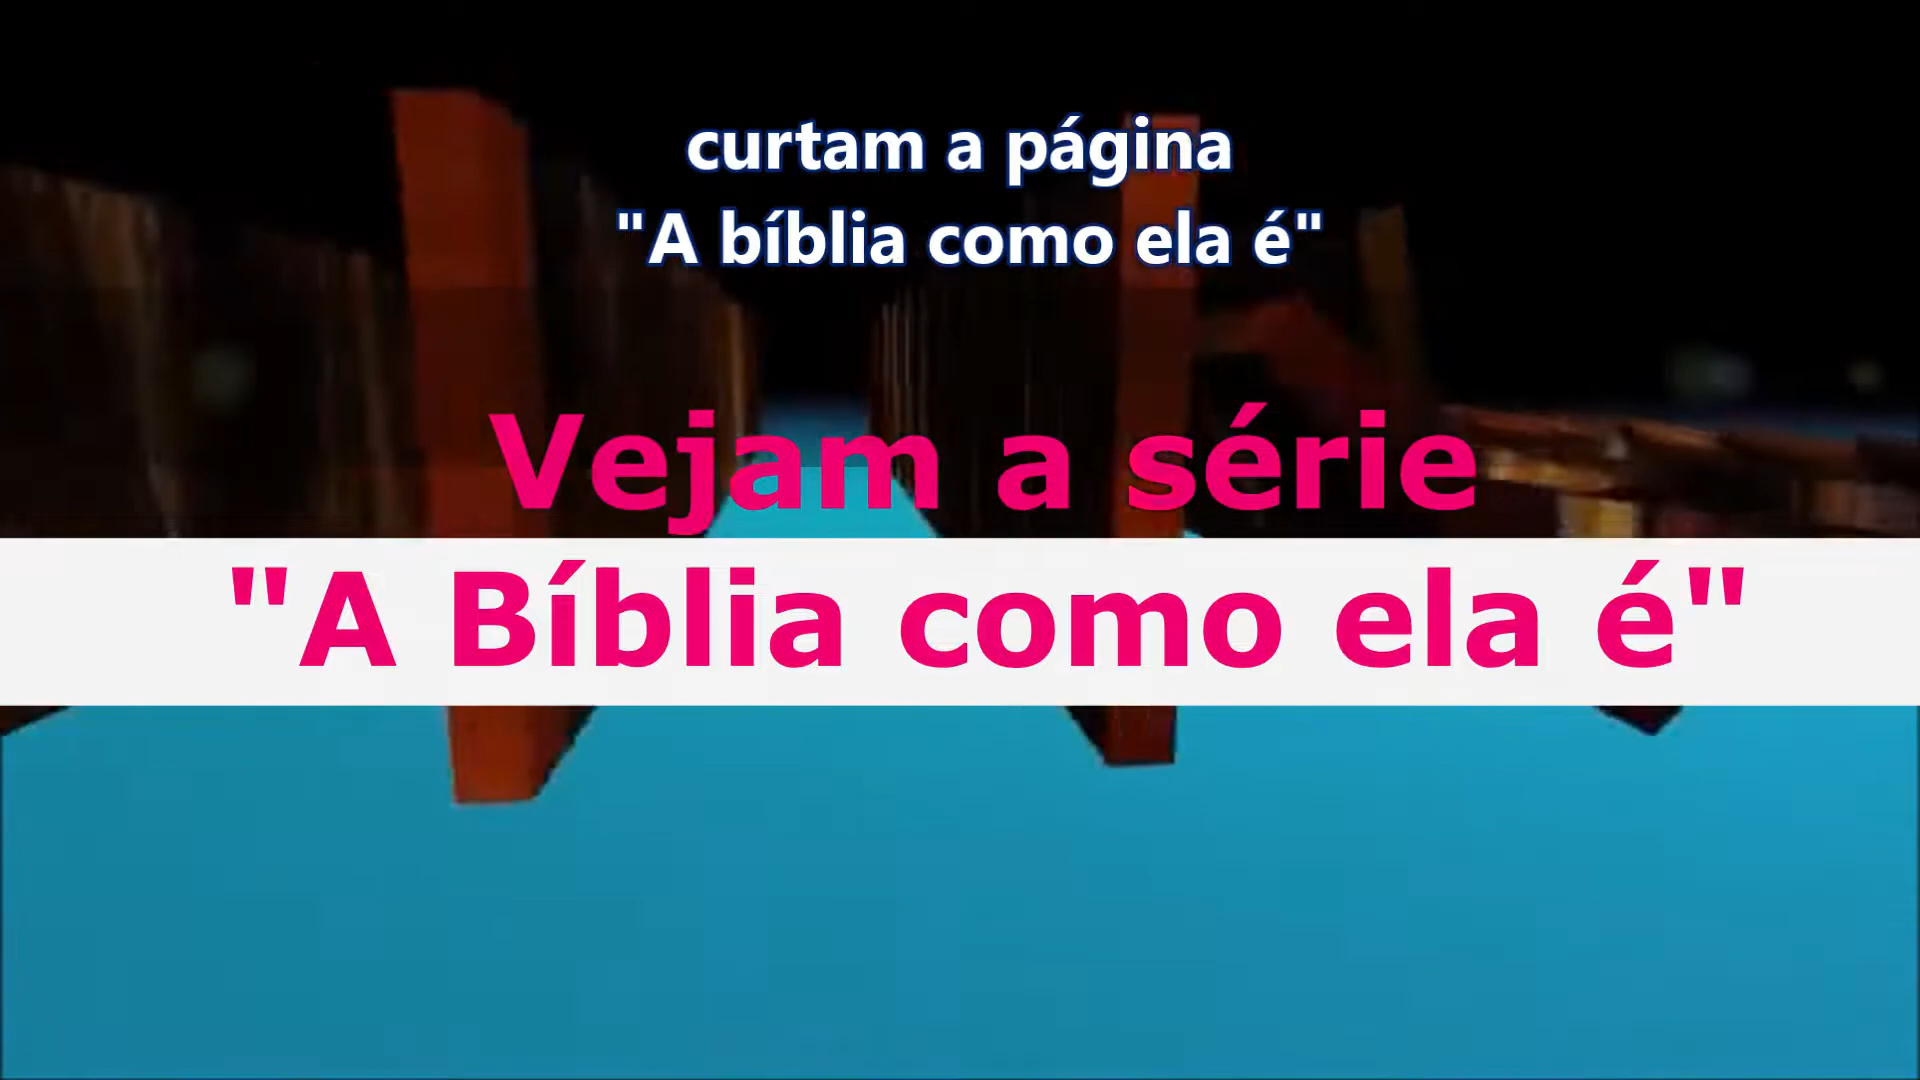 curtam a página
"A bíblia como ela é"
Vejam a série
"A Bíblia como ela é"